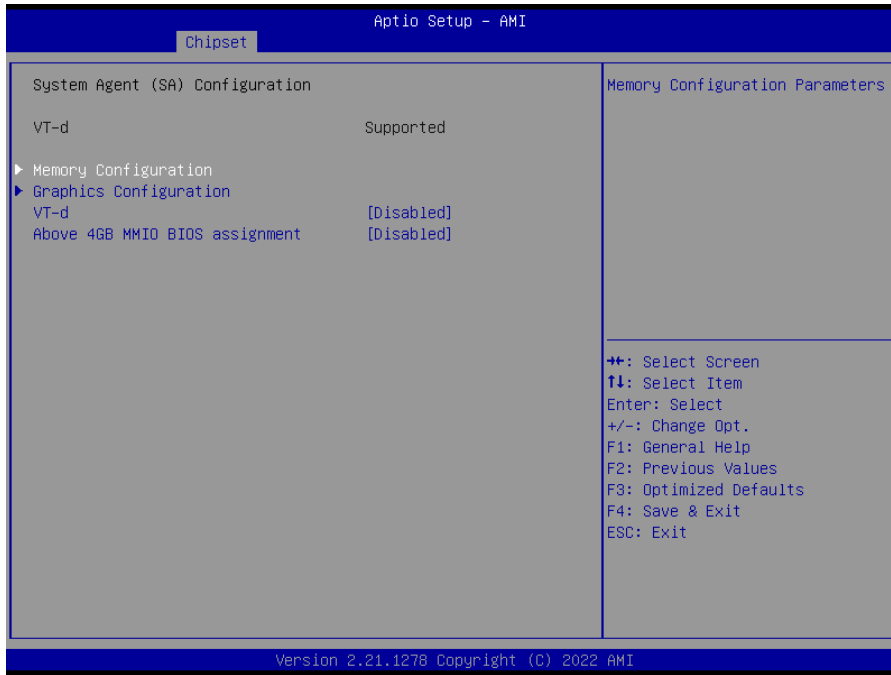 Aptio Setup – AMI
Chipset
System Agent (SA) Configuration
VT-d Supported
▶ Memory Configuration
▶ Graphics Configuration
VT-d [Disabled]
Above 4GB MMIO BIOS assignment [Disabled]
Memory Configuration Parameters
→←: Select Screen
↑↓: Select Item
Enter: Select
+/-: Change Opt.
F1: General Help
F2: Previous Values
F3: Optimized Defaults
F4: Save & Exit
ESC: Exit
Version 2.21.1278 Copyright (C) 2022 AMI